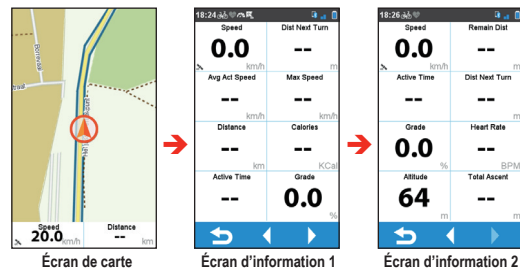 Borrevaal
straat
Speed
20.0 km/h
Distance
-- km
Écran de carte
18:24
Speed
0.0
km/h
Dist Next Turn
--
m
Avg Act Speed
--
km/h
Max Speed
--
km/h
Distance
--
km
Calories
--
KCal
Active Time
--
Grade
0.0
%
Écran d'information 1
18:26
Speed
0.0
km/h
Remain Dist
--
m
Active Time
--
Dist Next Turn
--
m
Grade
0.0
%
Heart Rate
--
BPM
Altitude
64
m
Total Ascent
--
m
Écran d'information 2